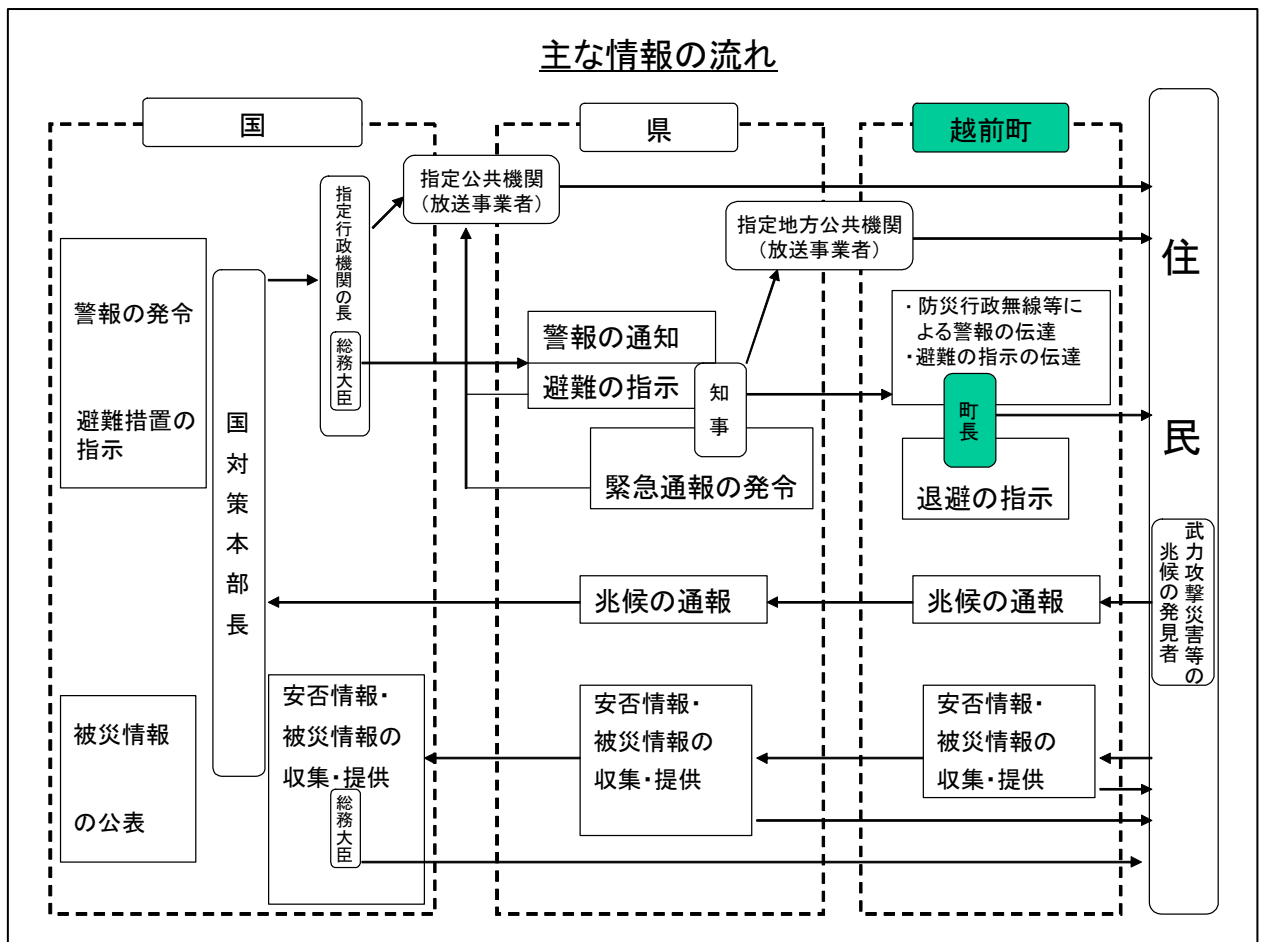 主な情報の流れ
国
県
越前町
指定行政機関の長
総務大臣
指定公共機関
（放送事業者）
指定地方公共機関
（放送事業者）
住民
警報の発令
避難措置の
指示
国対策本部長
警報の通知
避難の指示
知事
緊急通報の発令
・防災行政無線等に
よる警報の伝達
・避難の指示の伝達
町長
退避の指示
兆候の通報
兆候の通報
武力攻撃災害等の
兆候の発見者
被災情報
の公表
安否情報・
被災情報の
収集・提供
総務大臣
安否情報・
被災情報の
収集・提供
安否情報・
被災情報の
収集・提供